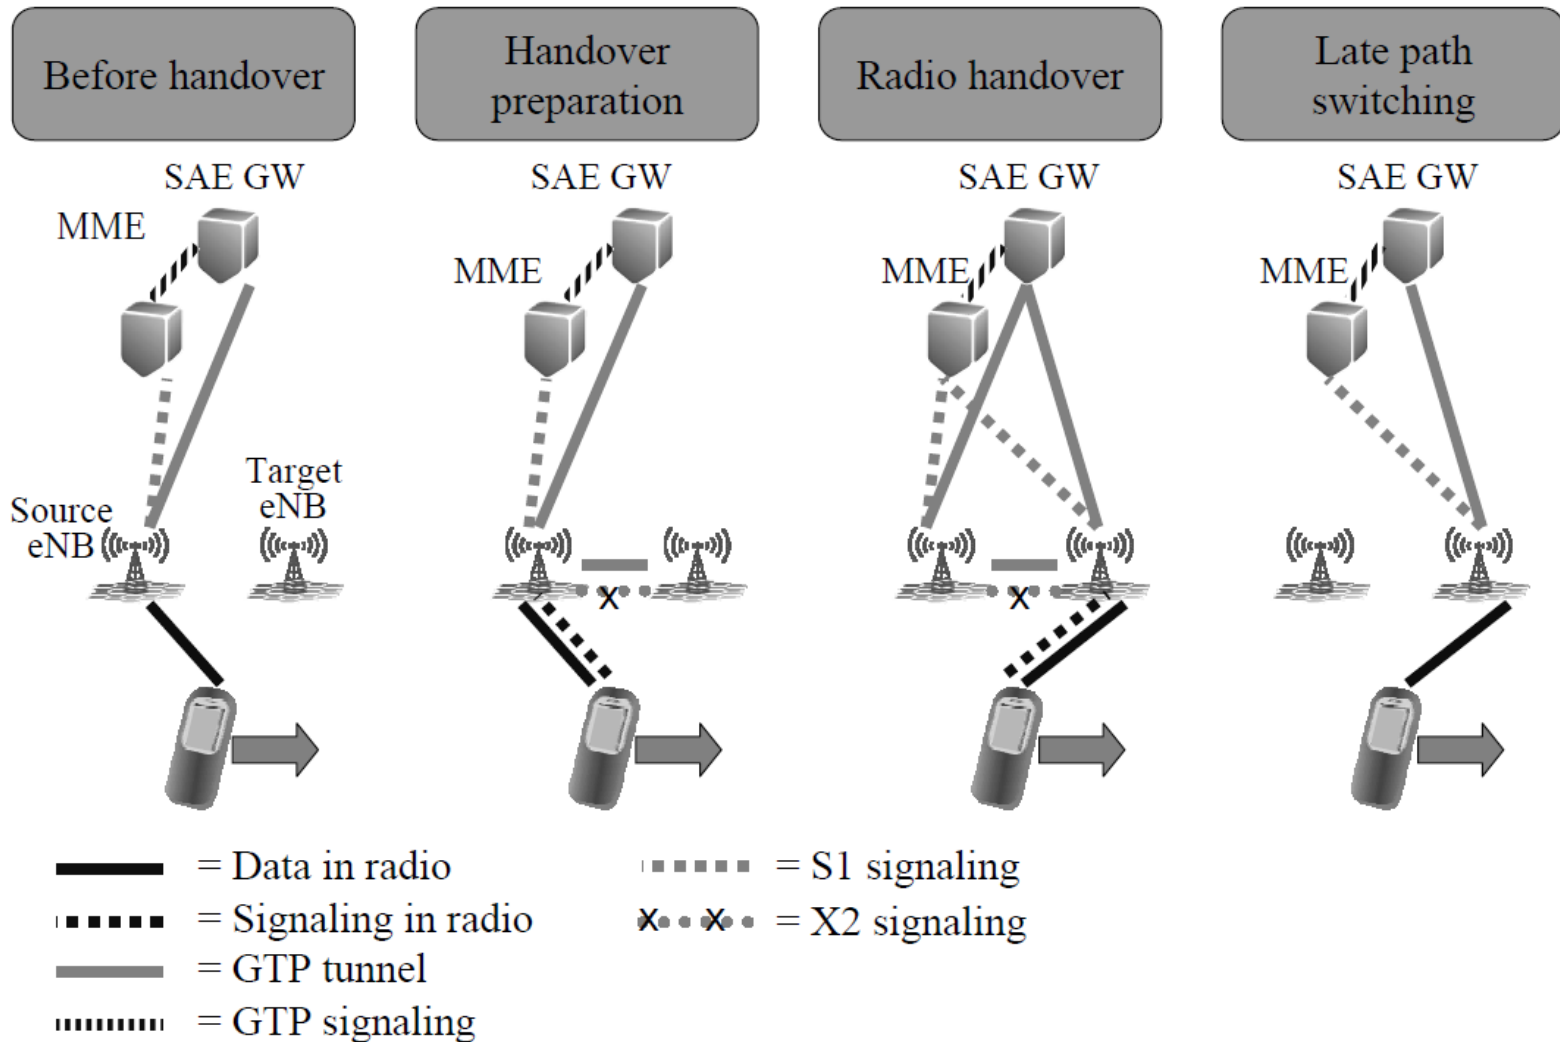 Before handover
Handover
preparation
Radio handover
Late path
switching
SAE GW
MME
Source
eNB
Target
eNB
SAE GW
MME
x
SAE GW
MME
x
SAE GW
MME
= Data in radio
= Signaling in radio
= GTP tunnel
= GTP signaling
= S1 signaling
x x
= X2 signaling